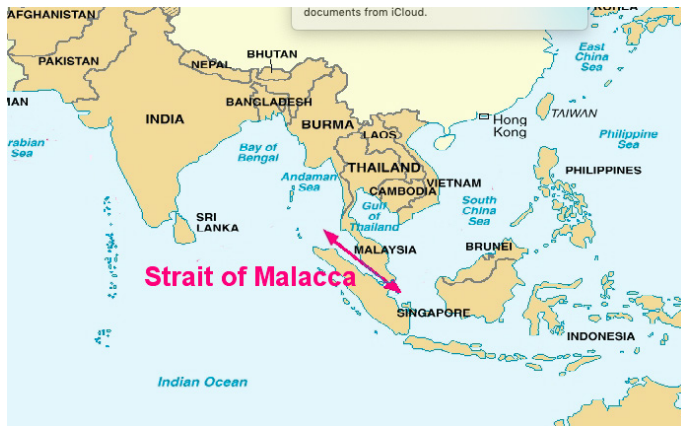 documents from iCloud.
AFGHANISTAN
KOREA
East
China
Sea
PAKISTAN
NEPAL
BHUTAN
MAN
INDIA
BANGLADESH
BURMA
LAOS
Hong
Kong
TAIWAN
rabian
Sea
Bay of
Bengal
Philippine
Sea
THAILAND
Andaman
Sea
CAMBODIA
VIETNAM
PHILIPPINES
South
China
Sea
Gulf
of
Thailand
SRI
LANKA
MALAYSIA
BRUNEI
Strait of Malacca
SINGAPORE
INDONESIA
Indian Ocean